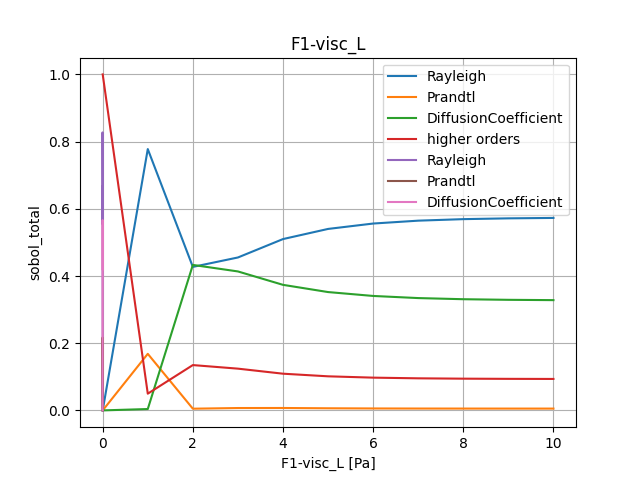 F1-visc_L
1.0
0.8
0.6
0.4
0.2
0.0
sobol_total
Rayleigh
Prandtl
DiffusionCoefficient
higher orders
Rayleigh
Prandtl
DiffusionCoefficient
0 2 4 6 8 10
F1-visc_L [Pa]